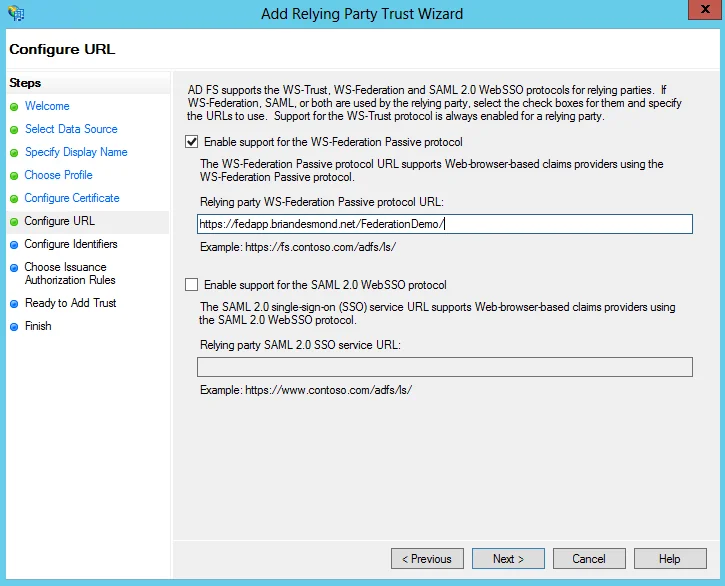 Add Relying Party Trust Wizard
x
Configure URL
Steps
Welcome
Select Data Source
Specify Display Name
Choose Profile
Configure Certificate
Configure URL
Configure Identifiers
Choose Issuance
Authorization Rules
Ready to Add Trust
Finish
AD FS supports the WS-Trust, WS-Federation and SAML 2.0 WebSSO protocols for relying parties. If
WS-Federation, SAML, or both are used by the relying party, select the check boxes for them and specify
the URLs to use. Support for the WS-Trust protocol is always enabled for a relying party.
Enable support for the WS-Federation Passive protocol
The WS-Federation Passive protocol URL supports Web-browser-based claims providers using the
WS-Federation Passive protocol.
Relying party WS-Federation Passive protocol URL:
https://fedapp.briandesmond.net/FederationDemo/
Example: https://fs.contoso.com/adfs/ls/
Enable support for the SAML 2.0 WebSSO protocol
The SAML 2.0 single-sign-on (SSO) service URL supports Web-browser-based claims providers using
the SAML 2.0 WebSSO protocol.
Relying party SAML 2.0 SSO service URL:
Example: https://www.contoso.com/adfs/ls/
< Previous
Next >
Cancel
Help